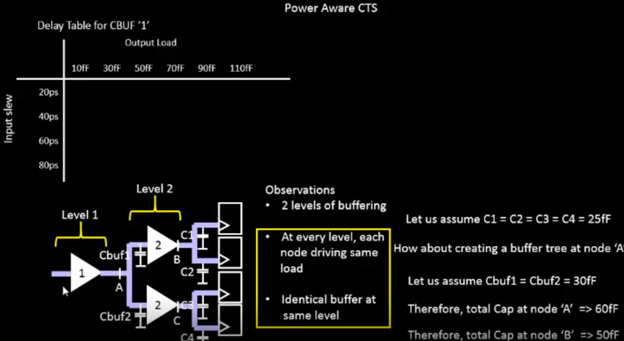 Power Aware CTS
Delay Table for CBUF '1'
Output Load
10fF 30fF 50fF 70fF 90fF 110fF
Input slew
20ps
40ps
60ps
80ps
Level 1
Level 2
Cbuf1
Cbuf2
1
2
2
A
B
C
C1
C2
C3
C4
Observations
• 2 levels of buffering
• At every level, each
node driving same
load
• Identical buffer at
same level
Let us assume C1 = C2 = C3 = C4 = 25fF
How about creating a buffer tree at node 'A
Let us assume Cbuf1 = Cbuf2 = 30fF
Therefore, total Cap at node 'A' => 60fF
Therefore, total Cap at node 'B' => 50fF